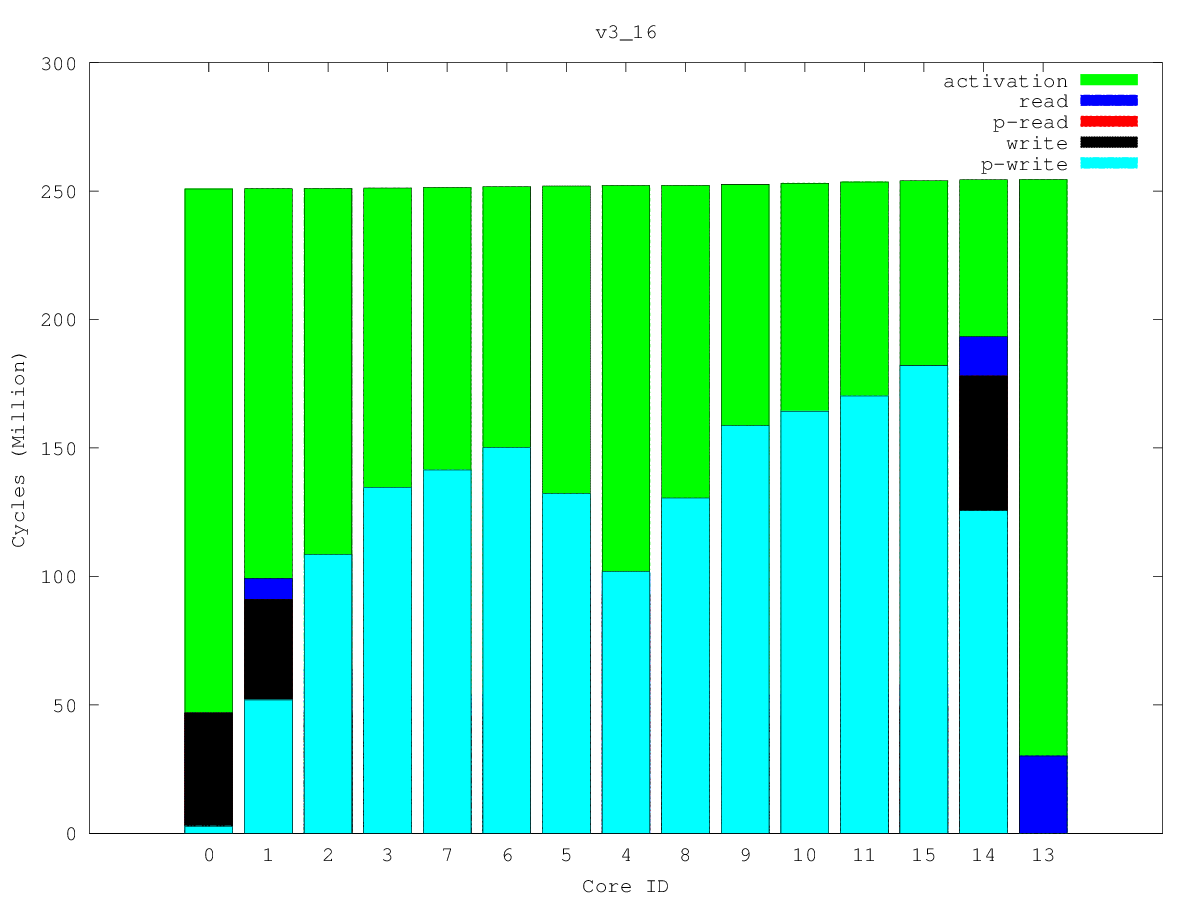 v3_16
300
250
200
150
100
50
0
Cycles (Million)
activation
read
p-read
write
p-write
0 1 2 3 7 6 5 4 8 9 10 11 15 14 13
Core ID